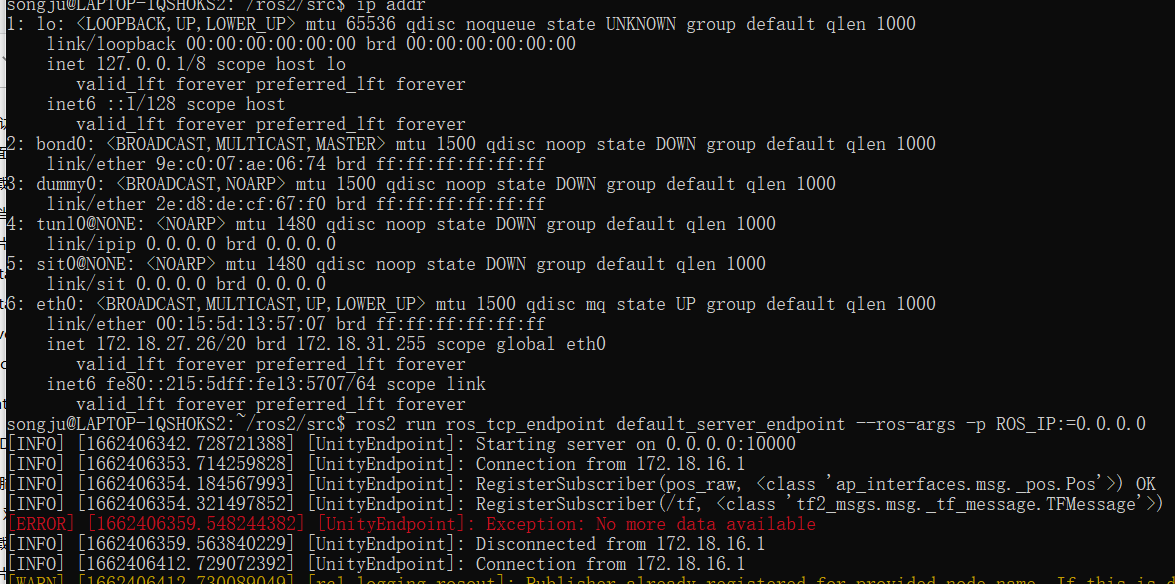 songju@LAPTOP-1QSHOKS2:~/ros2/src$ ip addr
1: lo: <LOOPBACK,UP,LOWER_UP> mtu 65536 qdisc noqueue state UNKNOWN group default qlen 1000
link/loopback 00:00:00:00:00:00 brd 00:00:00:00:00:00
inet 127.0.0.1/8 scope host lo
valid_lft forever preferred_lft forever
inet6 ::1/128 scope host
valid_lft forever preferred_lft forever
2: bond0: <BROADCAST,MULTICAST,MASTER> mtu 1500 qdisc noop state DOWN group default qlen 1000
link/ether 9e:c0:07:ae:06:74 brd ff:ff:ff:ff:ff:ff
3: dummy0: <BROADCAST,NOARP> mtu 1500 qdisc noop state DOWN group default qlen 1000
link/ether 2e:d8:de:cf:67:f0 brd ff:ff:ff:ff:ff:ff
4: tunl0@NONE: <NOARP> mtu 1480 qdisc noop state DOWN group default qlen 1000
link/ipip 0.0.0.0 brd 0.0.0.0
5: sit0@NONE: <NOARP> mtu 1480 qdisc noop state DOWN group default qlen 1000
link/sit 0.0.0.0 brd 0.0.0.0
6: eth0: <BROADCAST,MULTICAST,UP,LOWER_UP> mtu 1500 qdisc mq state UP group default qlen 1000
link/ether 00:15:5d:13:57:07 brd ff:ff:ff:ff:ff:ff
inet 172.18.27.26/20 brd 172.18.31.255 scope global eth0
valid_lft forever preferred_lft forever
inet6 fe80::215:5dff:fe13:5707/64 scope link
valid_lft forever preferred_lft forever
songju@LAPTOP-1QSHOKS2:~/ros2/src$ ros2 run ros_tcp_endpoint default_server_endpoint --ros-args -p ROS_IP:=0.0.0.0
[INFO] [1662406342.728721388] [UnityEndpoint]: Starting server on 0.0.0.0:10000
[INFO] [1662406353.714259828] [UnityEndpoint]: Connection from 172.18.16.1
[INFO] [1662406354.184567993] [UnityEndpoint]: RegisterSubscriber(pos_raw, <class 'ap_interfaces.msg._pos.Pos'>) OK
[INFO] [1662406354.321497852] [UnityEndpoint]: RegisterSubscriber(/tf, <class 'tf2_msgs.msg._tf_message.TFMessage'>)
[ERROR] [1662406359.548244382] [UnityEndpoint]: Exception: No more data available
[INFO] [1662406359.563840229] [UnityEndpoint]: Disconnected from 172.18.16.1
[INFO] [1662406412.729072392] [UnityEndpoint]: Connection from 172.18.16.1
[WARN] [1662406412.730089049] [rcl.logging_rosout]: Publisher already registered for provided node name. If this is